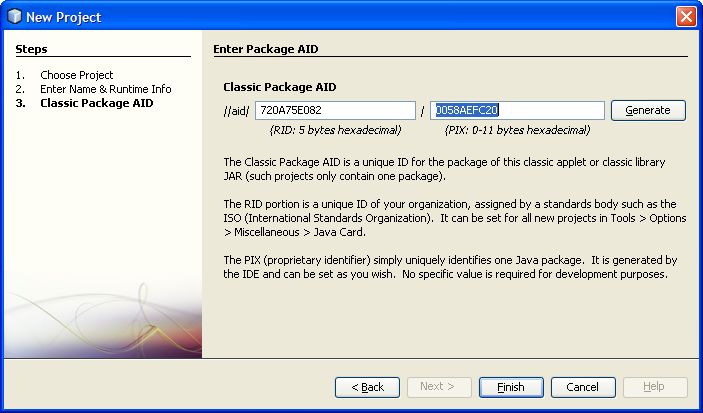 New Project
Steps
1. Choose Project
2. Enter Name & Runtime Info
3. Classic Package AID
Enter Package AID
Classic Package AID
//aid/ 720A75E082 / 0058AEFC20 Generate
(RID: 5 bytes hexadecimal) (PIX: 0-11 bytes hexadecimal)
The Classic Package AID is a unique ID for the package of this classic applet or classic library
JAR (such projects only contain one package).
The RID portion is a unique ID of your organization, assigned by a standards body such as the
ISO (International Standards Organization). It can be set for all new projects in Tools > Options
> Miscellaneous > Java Card.
The PIX (proprietary identifier) simply uniquely identifies one Java package. It is generated by
the IDE and can be set as you wish. No specific value is required for development purposes.
< Back Next > Finish Cancel Help